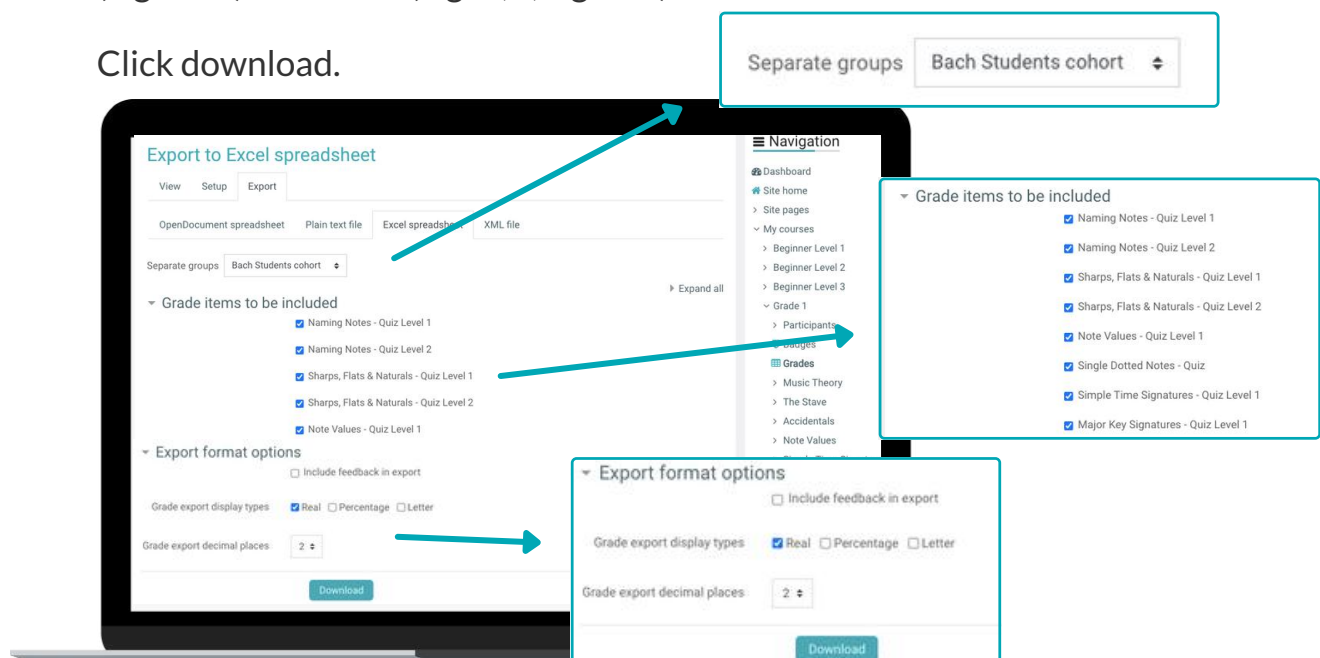 Click download.
Separate groups Bach Students cohort
Export to Excel spreadsheet
View Setup Export
OpenDocument spreadsheet Plain text file Excel spreadsheet XML file
Separate groups Bach Students cohort
Expand all
Grade items to be included
Naming Notes - Quiz Level 1
Naming Notes - Quiz Level 2
Sharps, Flats & Naturals - Quiz Level 1
Sharps, Flats & Naturals - Quiz Level 2
Note Values - Quiz Level 1
Export format options
Include feedback in export
Grade export display types Real Percentage Letter
Grade export decimal places 2
Download
Navigation
Dashboard
Site home
Site pages
My courses
Beginner Level 1
Beginner Level 2
Beginner Level 3
Grade 1
Participants
Badges
Grades
Music Theory
The Stave
Accidentals
Note Values
Grade items to be included
Naming Notes - Quiz Level 1
Naming Notes - Quiz Level 2
Sharps, Flats & Naturals - Quiz Level 1
Sharps, Flats & Naturals - Quiz Level 2
Note Values - Quiz Level 1
Single Dotted Notes - Quiz
Simple Time Signatures - Quiz Level 1
Major Key Signatures - Quiz Level 1
Export format options
Include feedback in export
Grade export display types Real Percentage Letter
Grade export decimal places 2
Download